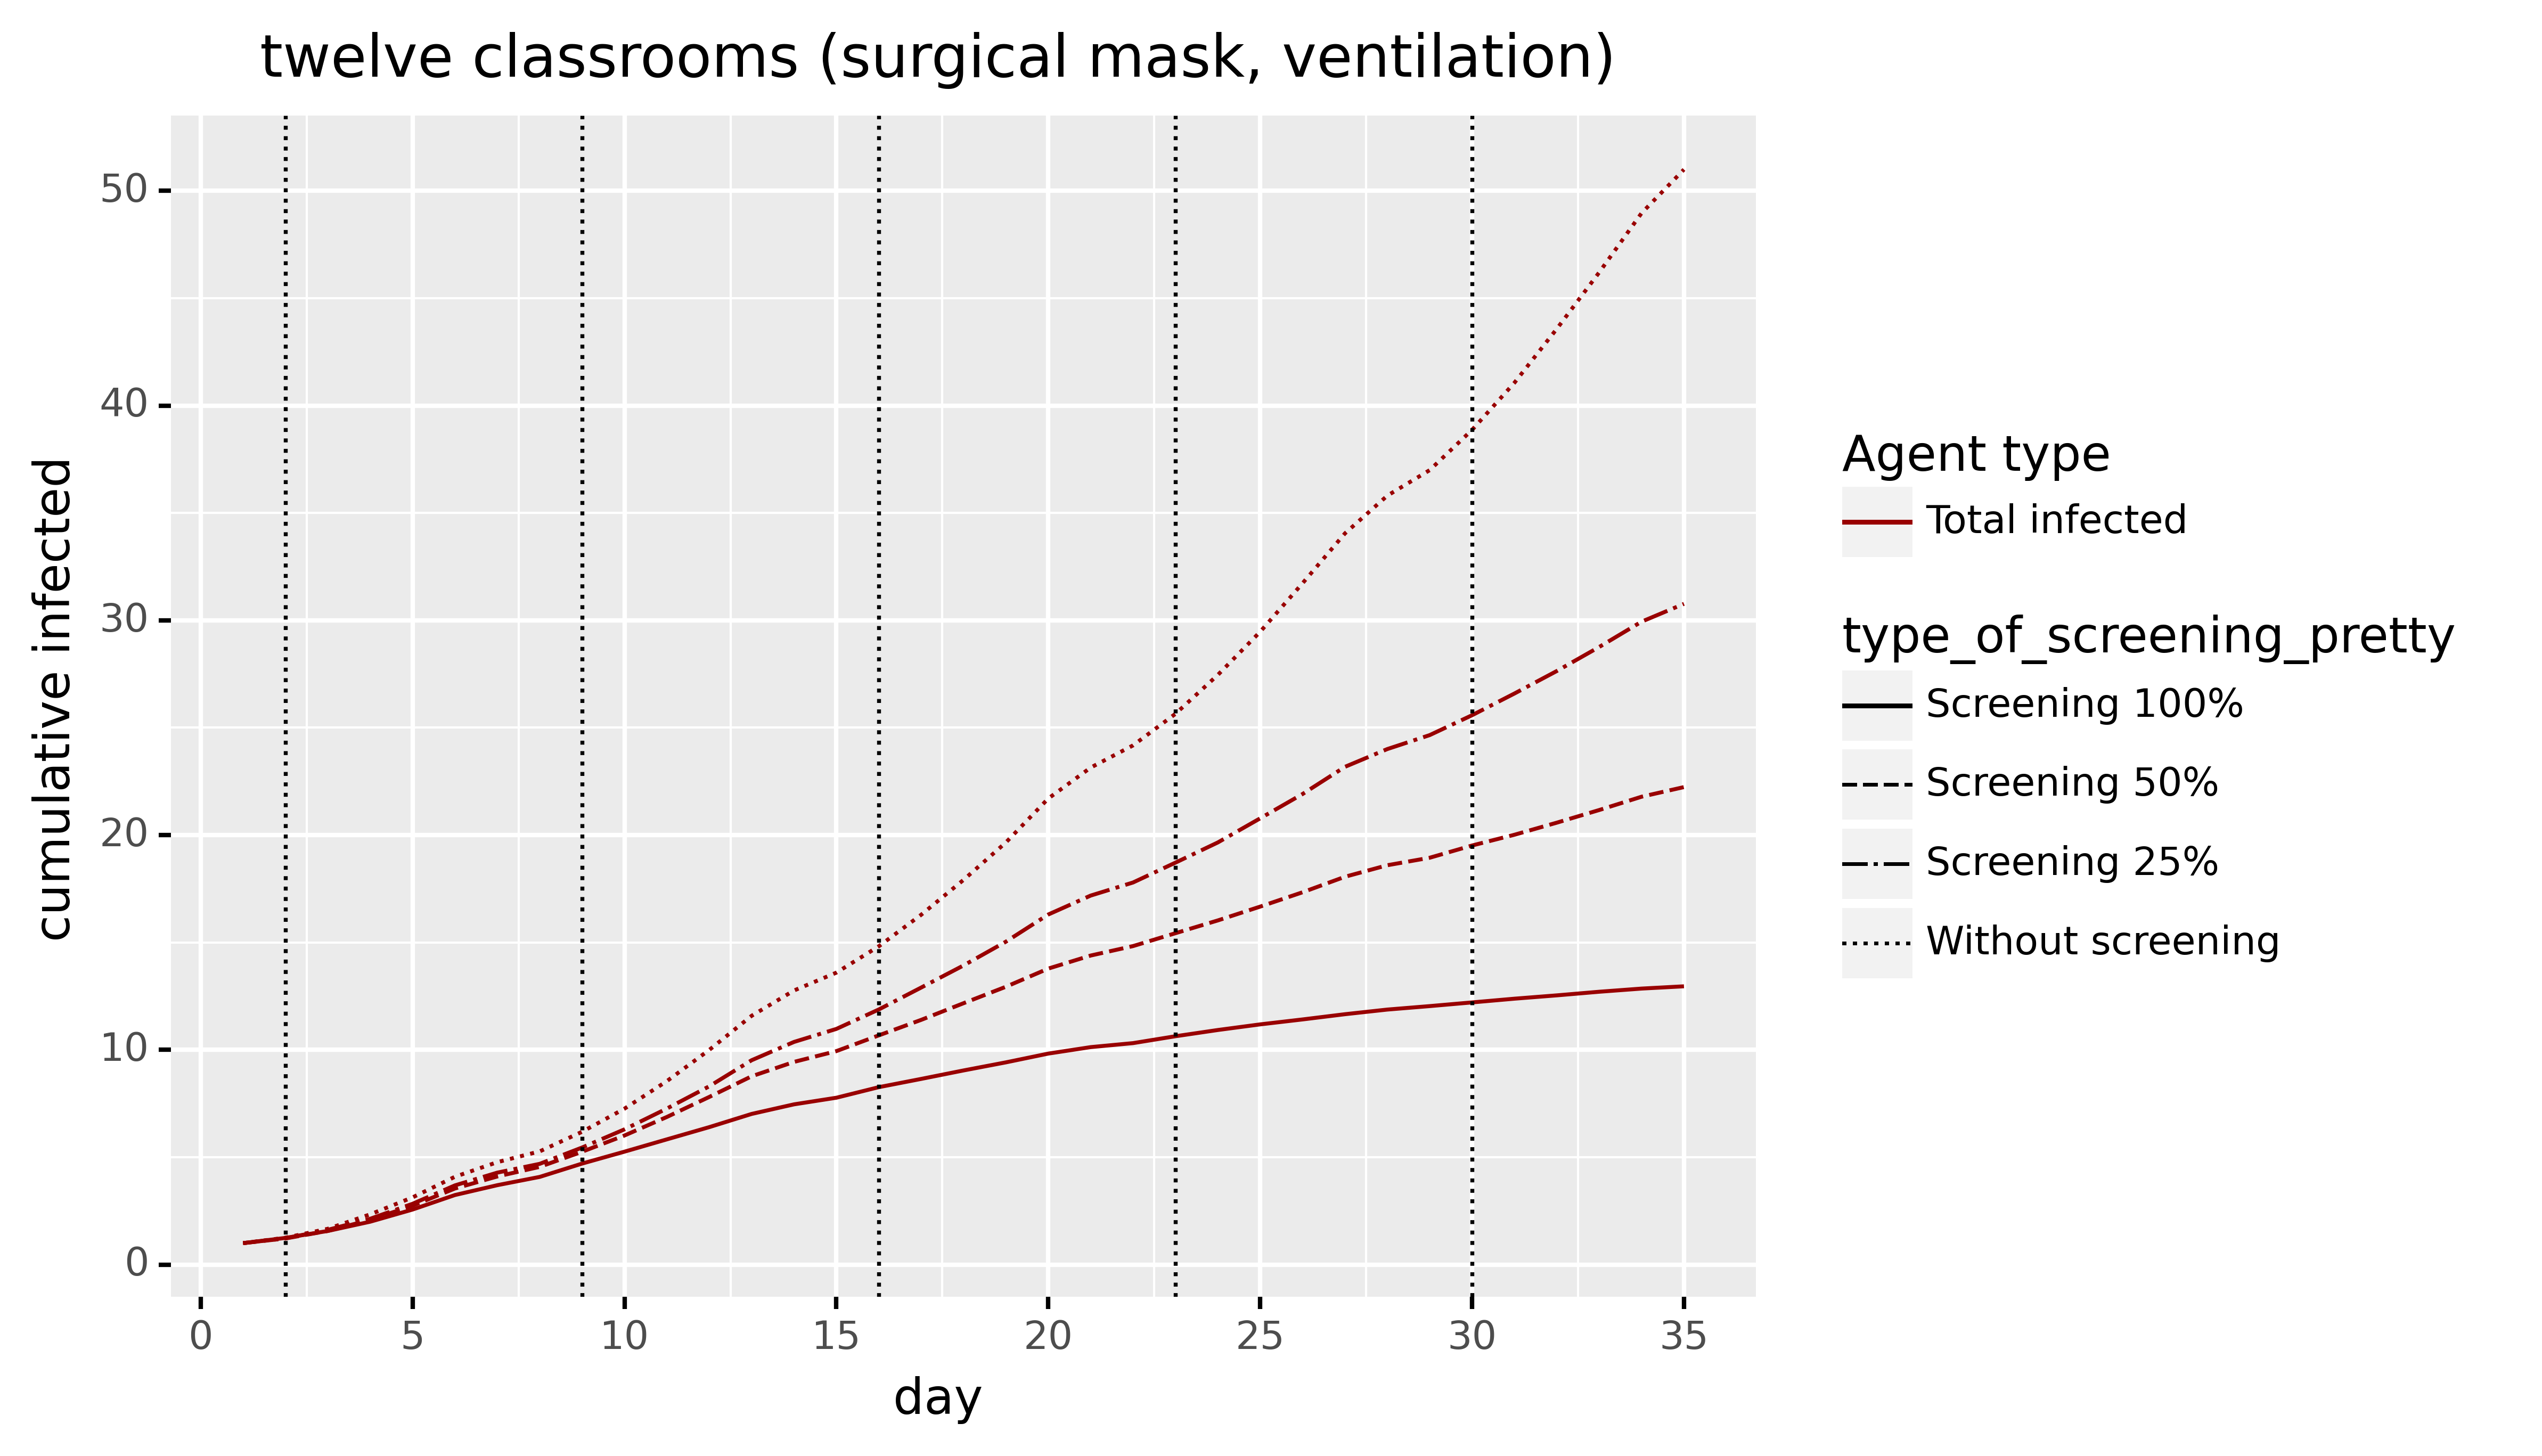 twelve classrooms (surgical mask, ventilation)
cumulative infected
50
40
30
20
10
0
0 5 10 15 20 25 30 35
day
Agent type
Total infected
type_of_screening_pretty
Screening 100%
Screening 50%
Screening 25%
Without screening